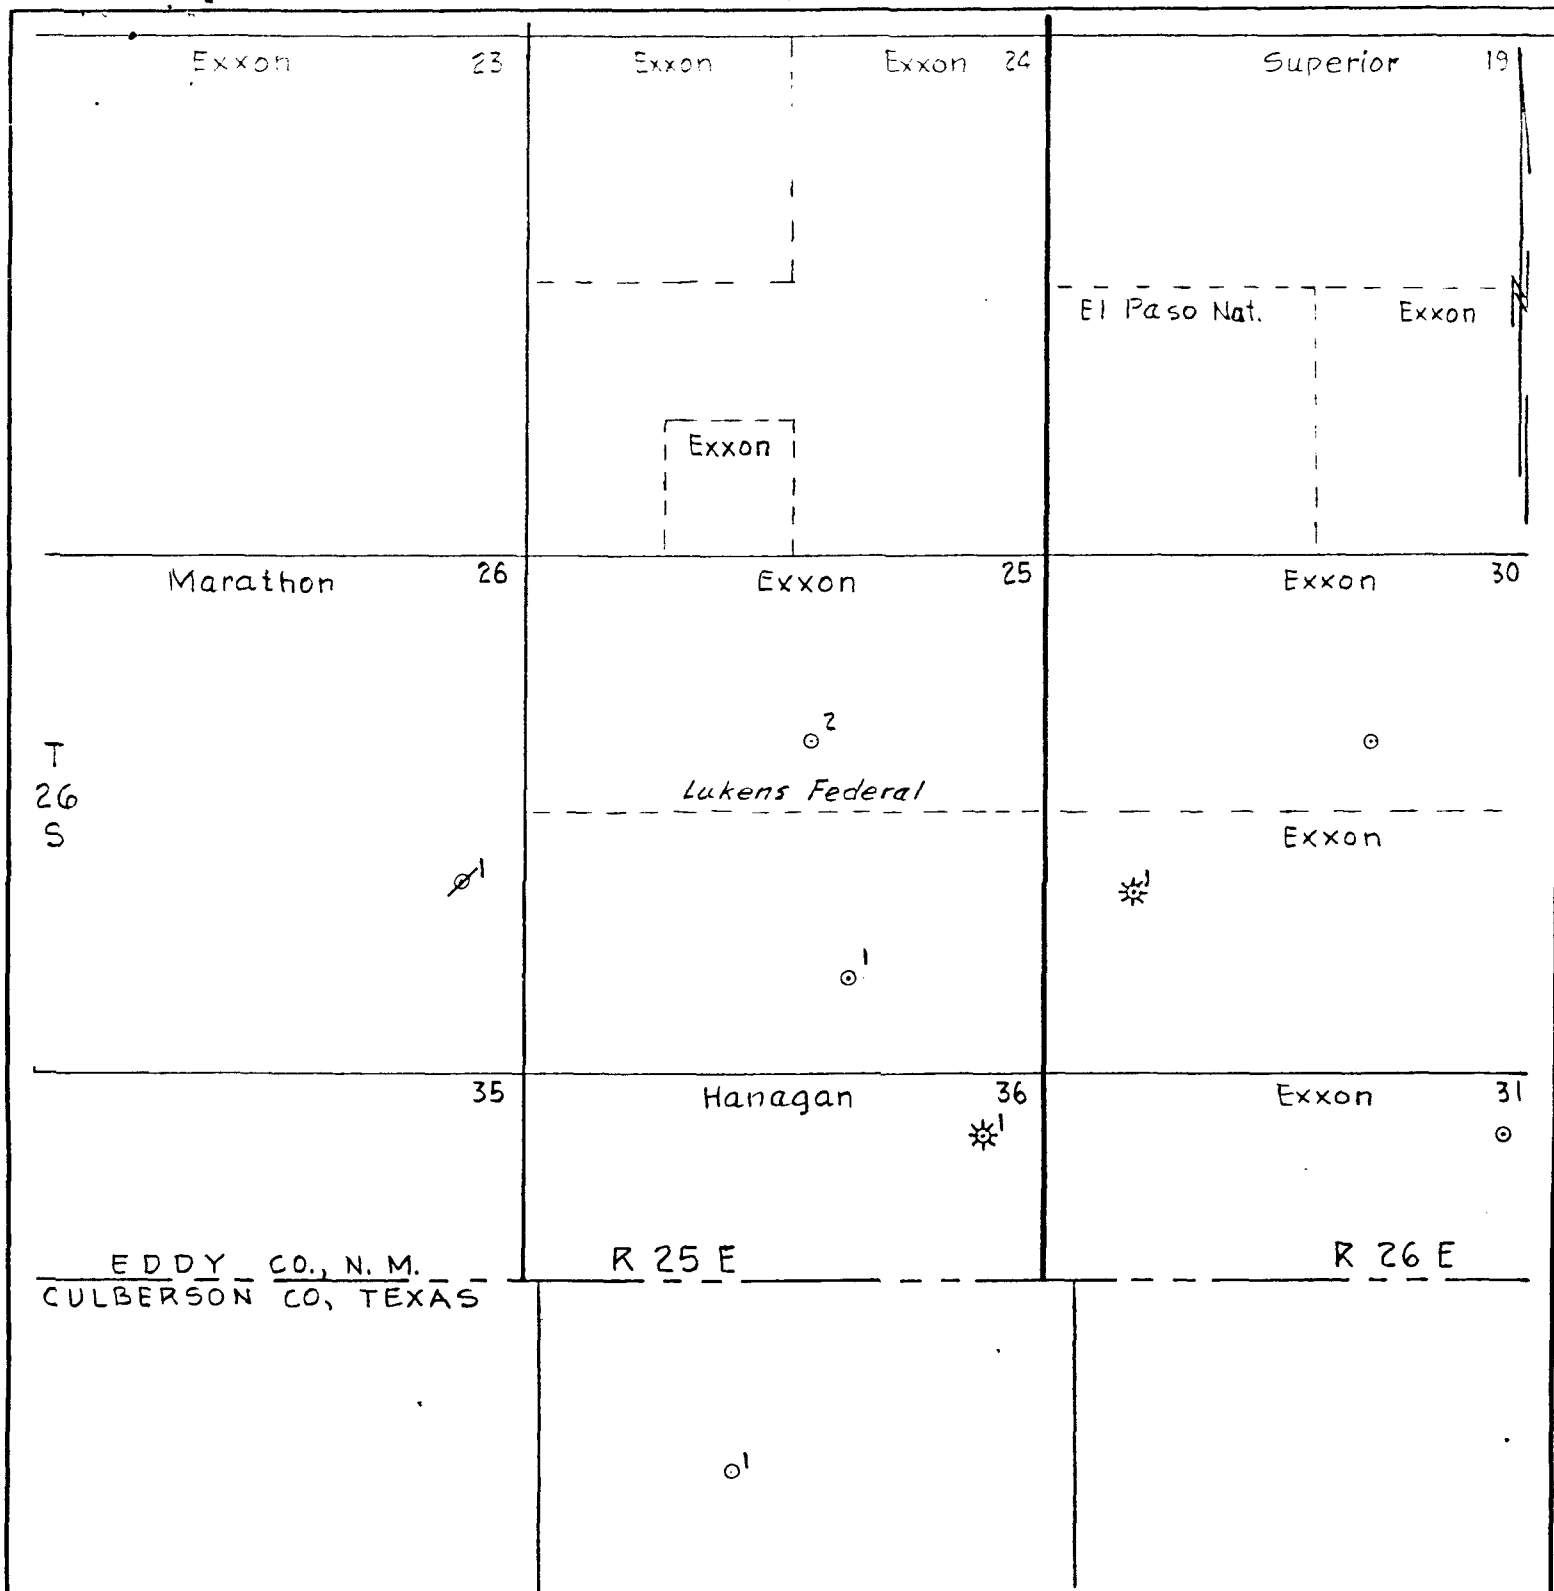 Exxon 23 Exxon Exxon 24 Superior 19
El Paso Nat. Exxon
Exxon
Marathon 26 Exxon 25 Exxon 30
2
T
26
S
Lukens Federal
Exxon
1 1
1
35 Hanagan 36 Exxon 31
1
EDDY CO., N. M. R 25 E R 26 E
CULBERSON CO, TEXAS
1